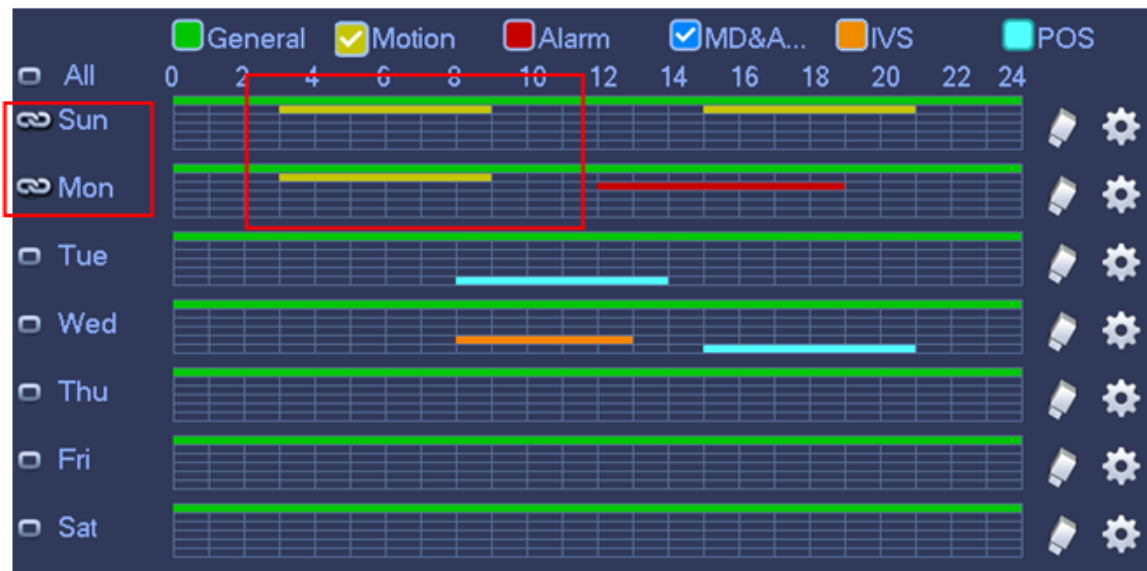 General Motion Alarm MD&A... IVS POS
All 0 2 4 6 8 10 12 14 16 18 20 22 24
Sun
Mon
Tue
Wed
Thu
Fri
Sat